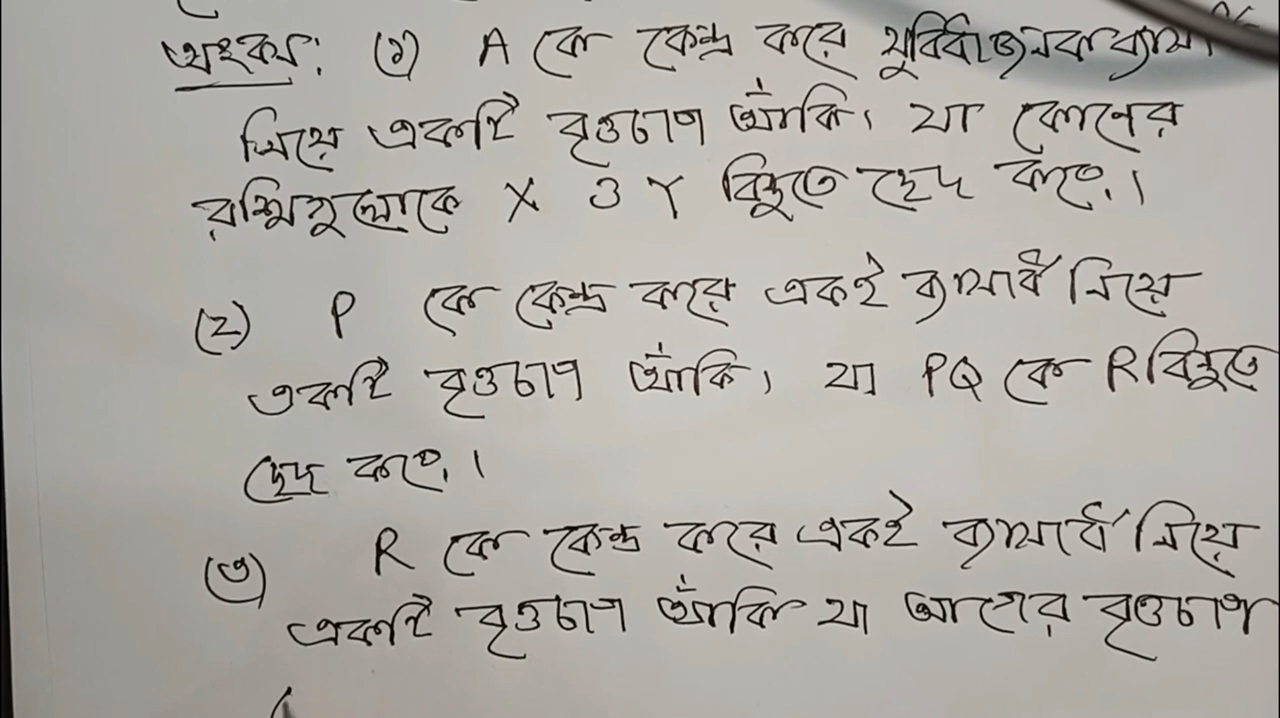 অংকন: (১) A কে কেন্দ্র করে সুবিধাজনক ব্যাসার্ধ
নিয়ে একটি বৃত্তচাপ আঁকি। যা কোনের
রশ্মিগুলোকে X ও Y বিন্দুতে ছেদ করে।
(২) P কে কেন্দ্র করে একই ব্যাসার্ধ নিয়ে
একটি বৃত্তচাপ আঁকি, যা PQ কে R বিন্দুতে
ছেদ করে।
(৩) R কে কেন্দ্র করে একই ব্যাসার্ধ নিয়ে
একটি বৃত্তচাপ আঁকি যা আগের বৃত্তচাপ